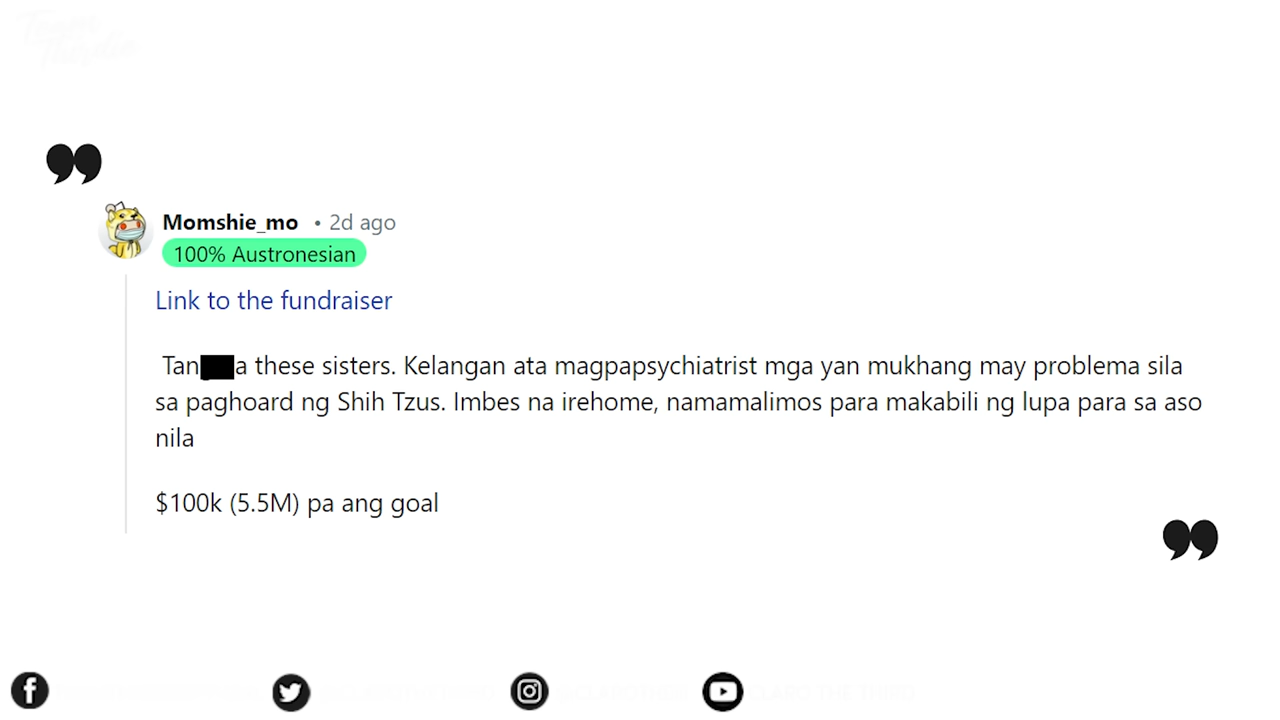 Momshie_mo • 2d ago
100% Austronesian
Link to the fundraiser
Tan a these sisters. Kelangan ata magpapsychiatrist mga yan mukhang may problema sila
sa paghoard ng Shih Tzus. Imbes na irehome, namamalimos para makabili ng lupa para sa aso
nila
$100k (5.5M) pa ang goal